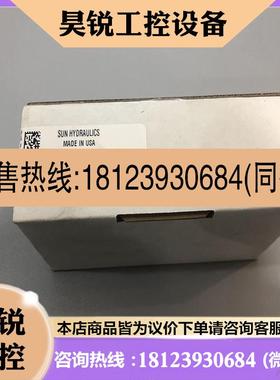 昊锐工控设备
SUN HYDRAULICS
MADE IN USA
售热线:18123930684(同
锐
控
本店商品皆为议价下单请咨询客服
咨询热线:18123930684 (微